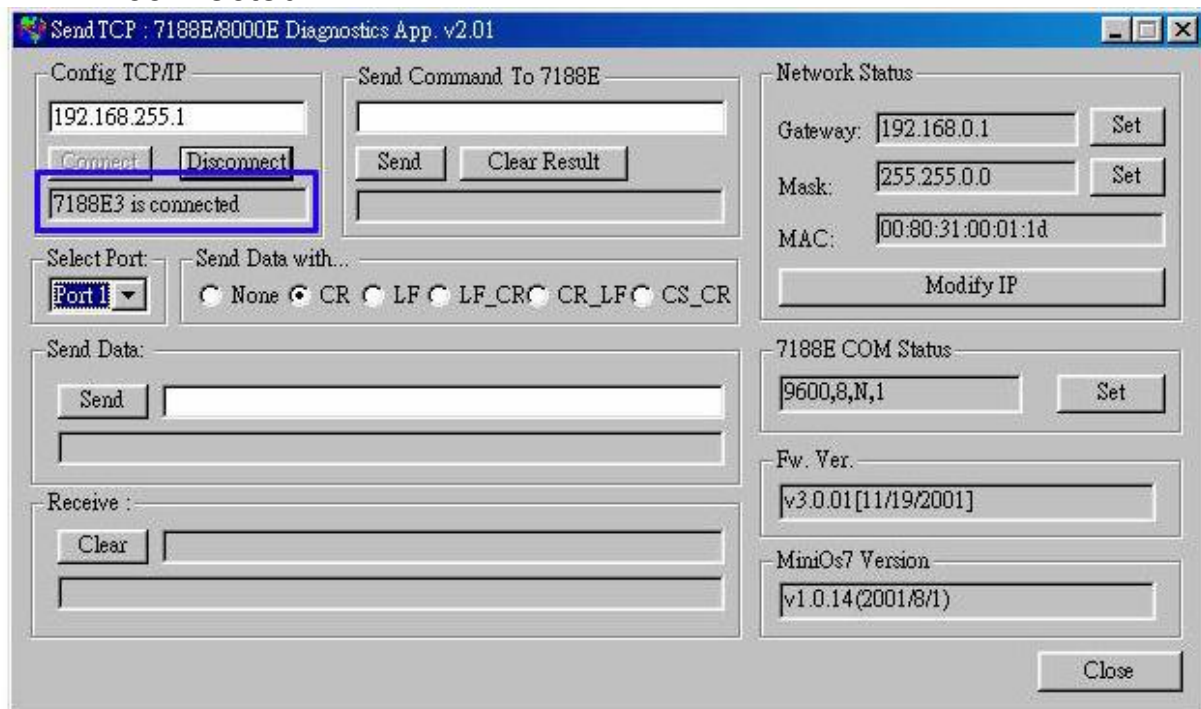 SendTCP : 7188E/8000E Diagnostics App. v2.01
Config TCP/IP
192.168.255.1
Connect Disconnect
7188E3 is connected
Send Command To 7188E
Send Clear Result
Network Status
Gateway: 192.168.0.1 Set
Mask: 255.255.0.0 Set
MAC: 00:80:31:00:01:1d
Modify IP
Select Port:
Port 1
Send Data with...
None CR LF LF_CR CR_LF CS_CR
Send Data:
Send
7188E COM Status
9600,8,N,1 Set
Receive :
Clear
Fw. Ver.
v3.0.01[11/19/2001]
MiniOs7 Version
v1.0.14(2001/8/1)
Close